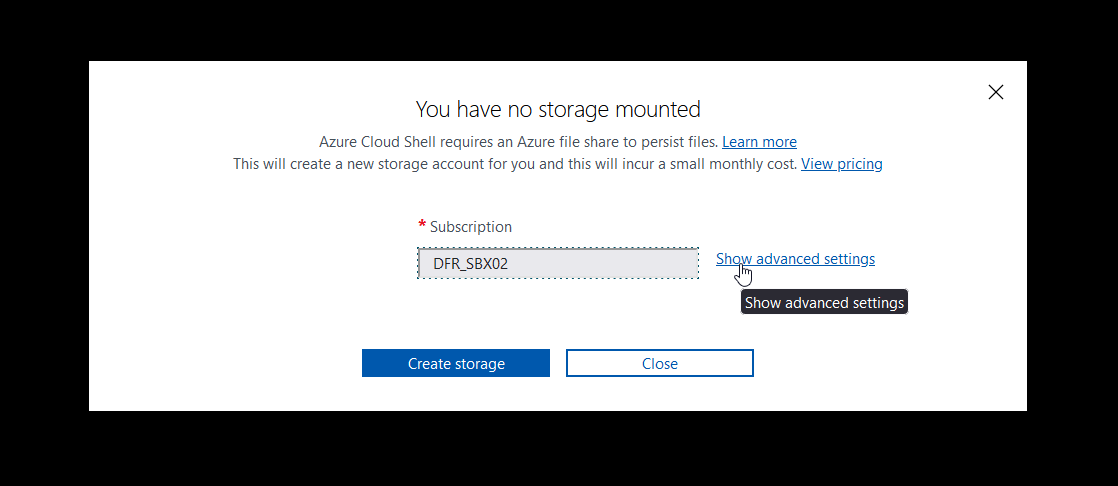 You have no storage mounted
Azure Cloud Shell requires an Azure file share to persist files. Learn more
This will create a new storage account for you and this will incur a small monthly cost. View pricing
* Subscription
DFR_SBX02
Show advanced settings
Show advanced settings
Create storage
Close